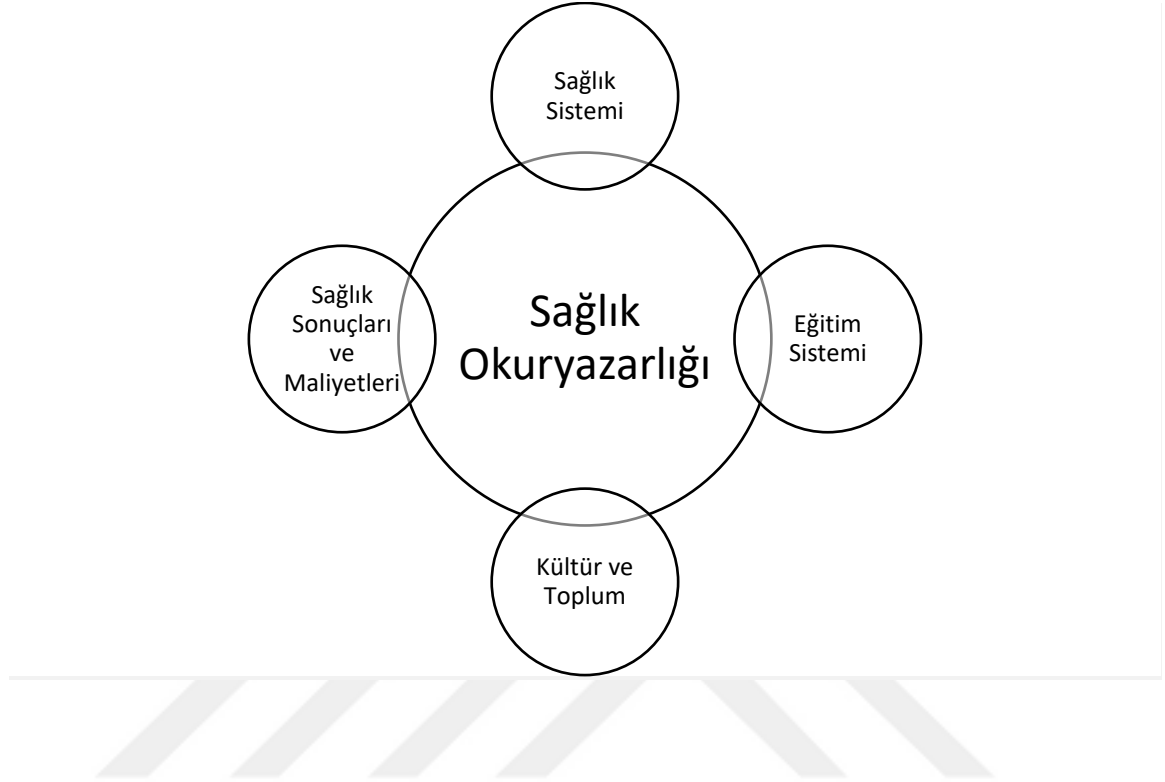 Sağlık
Sistemi
Sağlık
Sonuçları
ve
Maliyetleri
Sağlık
Okuryazarlığı
Eğitim
Sistemi
Kültür ve
Toplum